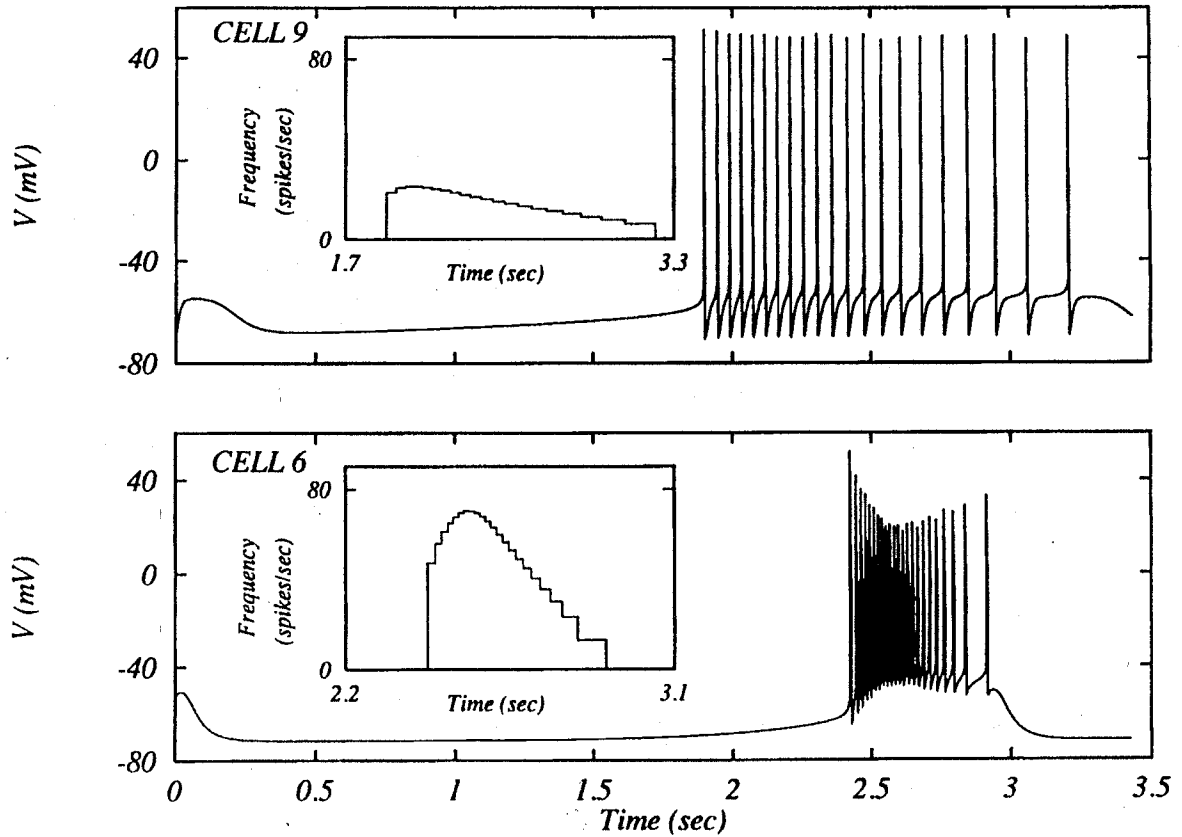 CELL 9
V (mV)
40
0
-40
-80
Frequency
(spikes/sec)
80
0
1.7
3.3
Time (sec)
CELL 6
V (mV)
40
0
-40
-80
Frequency
(spikes/sec)
80
0
2.2
3.1
Time (sec)
0
0.5
1
1.5
2
2.5
3
3.5
Time (sec)